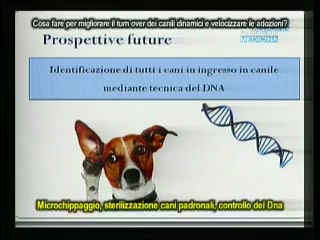 Cosa fare per migliorare il turn over dei canili dinamici e velocizzare le adozioni?
MEDICINA
Prospettive future
Identificazione di tutti i cani in ingresso in canile
mediante tecnica del DNA
Microchippaggio, sterilizzazione cani padronali, controllo del Dna